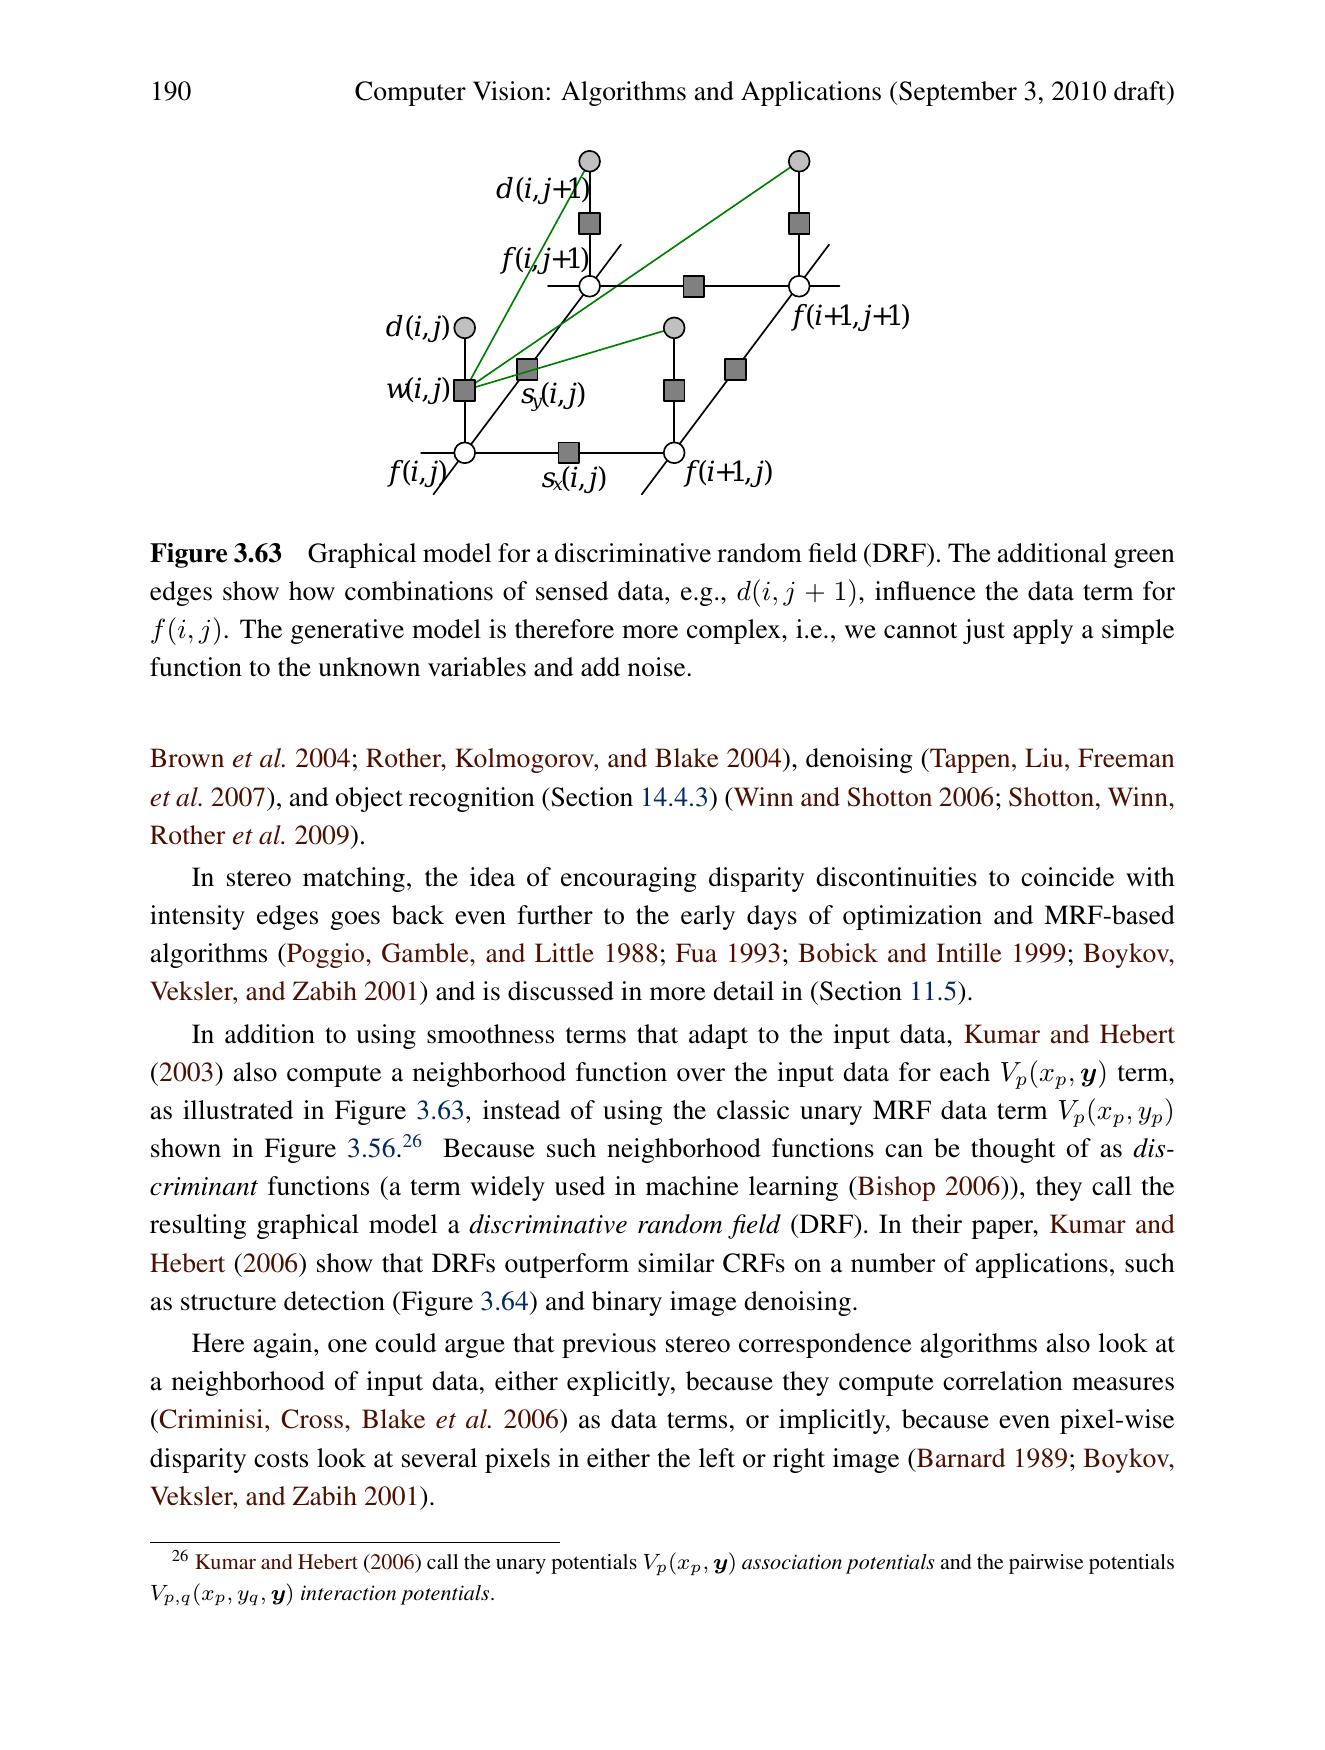 190 Computer Vision: Algorithms and Applications (September 3, 2010 draft)
d(i,j+1)
f(i,j+1)
d(i,j)
f(i+1,j+1)
w(i,j)
s_y(i,j)
f(i,j)
s_x(i,j)
f(i+1,j)
Figure 3.63 Graphical model for a discriminative random field (DRF). The additional green
edges show how combinations of sensed data, e.g., d(i, j + 1), influence the data term for
f(i, j). The generative model is therefore more complex, i.e., we cannot just apply a simple
function to the unknown variables and add noise.
Brown et al. 2004; Rother, Kolmogorov, and Blake 2004), denoising (Tappen, Liu, Freeman
et al. 2007), and object recognition (Section 14.4.3) (Winn and Shotton 2006; Shotton, Winn,
Rother et al. 2009).
In stereo matching, the idea of encouraging disparity discontinuities to coincide with
intensity edges goes back even further to the early days of optimization and MRF-based
algorithms (Poggio, Gamble, and Little 1988; Fua 1993; Bobick and Intille 1999; Boykov,
Veksler, and Zabih 2001) and is discussed in more detail in (Section 11.5).
In addition to using smoothness terms that adapt to the input data, Kumar and Hebert
(2003) also compute a neighborhood function over the input data for each V_p(x_p, y) term,
as illustrated in Figure 3.63, instead of using the classic unary MRF data term V_p(x_p, y_p)
shown in Figure 3.56.26 Because such neighborhood functions can be thought of as dis-
criminant functions (a term widely used in machine learning (Bishop 2006)), they call the
resulting graphical model a discriminative random field (DRF). In their paper, Kumar and
Hebert (2006) show that DRFs outperform similar CRFs on a number of applications, such
as structure detection (Figure 3.64) and binary image denoising.
Here again, one could argue that previous stereo correspondence algorithms also look at
a neighborhood of input data, either explicitly, because they compute correlation measures
(Criminisi, Cross, Blake et al. 2006) as data terms, or implicitly, because even pixel-wise
disparity costs look at several pixels in either the left or right image (Barnard 1989; Boykov,
Veksler, and Zabih 2001).
26 Kumar and Hebert (2006) call the unary potentials V_p(x_p, y) association potentials and the pairwise potentials
V_{p,q}(x_p, y_q, y) interaction potentials.